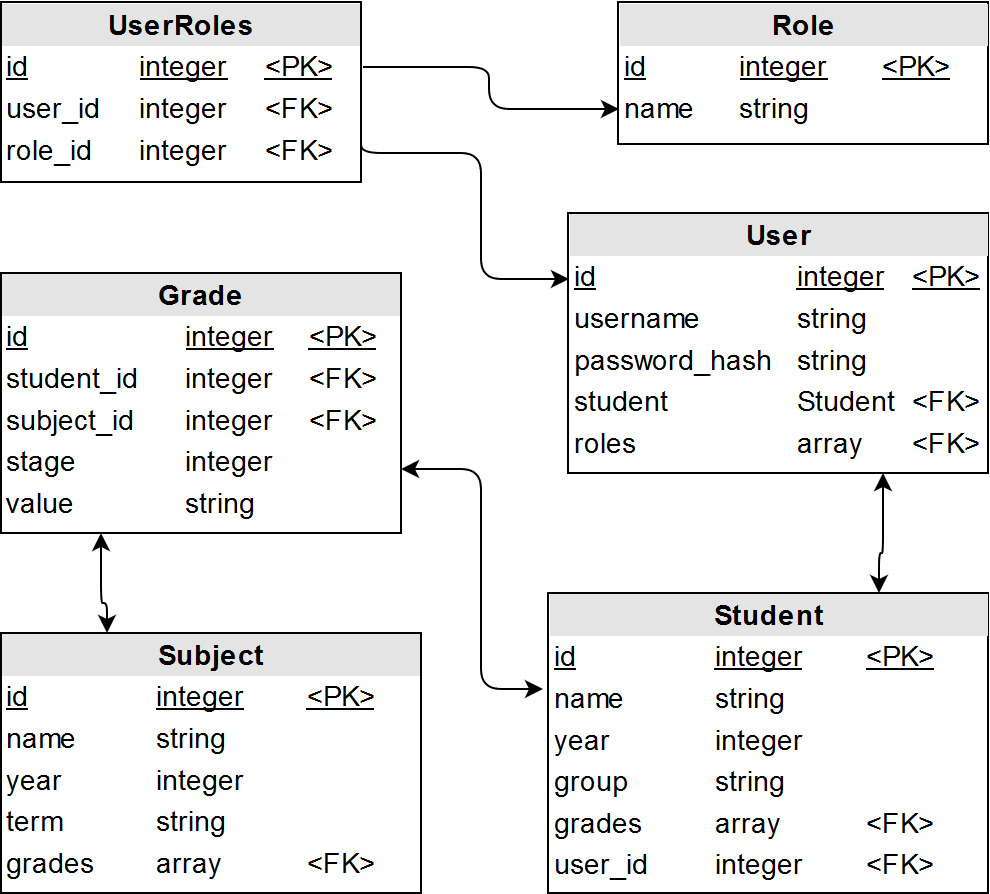 UserRoles
id integer <PK>
user_id integer <FK>
role_id integer <FK>
Role
id integer <PK>
name string
User
id integer <PK>
username string
password_hash string
student Student <FK>
roles array <FK>
Grade
id integer <PK>
student_id integer <FK>
subject_id integer <FK>
stage integer
value string
Subject
id integer <PK>
name string
year integer
term string
grades array <FK>
Student
id integer <PK>
name string
year integer
group string
grades array <FK>
user_id integer <FK>